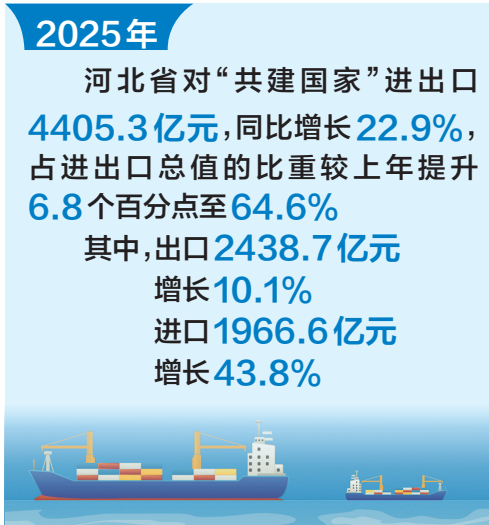 2025年
河北省对“共建国家”进出口
4405.3亿元,同比增长22.9%,
占进出口总值的比重较上年提升
6.8个百分点至64.6%
其中,出口2438.7亿元
增长10.1%
进口1966.6亿元
增长43.8%